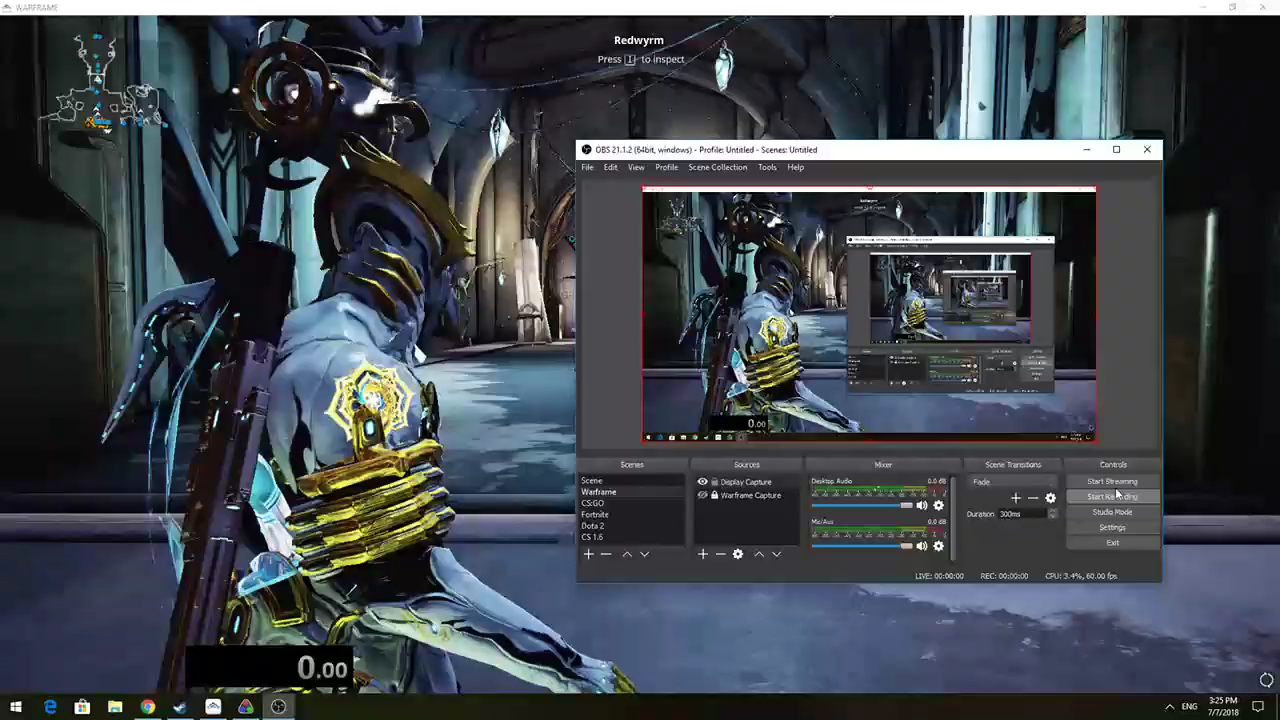 WARFRAME
Redwyrm
Press [I] to inspect
OBS 21.1.2 (64bit, windows) - Profile: Untitled - Scenes: Untitled
File Edit View Profile Scene Collection Tools Help
0.00
Scenes
Scene
Warframe
CS:GO
Fortnite
Dota 2
CS 1.6
Sources
Display Capture
Warframe Capture
Mixer
Desktop Audio 0.0 dB
Mic/Aux 0.0 dB
Scene Transitions
Fade
Duration 300ms
Controls
Start Streaming
Start Recording
Studio Mode
Settings
Exit
LIVE: 00:00:00 REC: 00:00:00 CPU: 3.4%, 60.00 fps
0.00
ENG
3:25 PM
7/7/2018